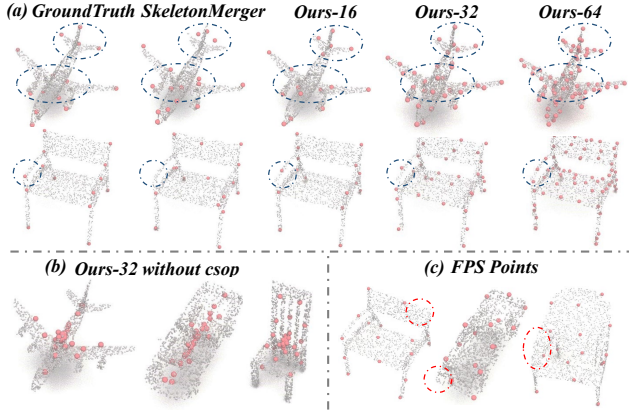 (a) GroundTruth SkeletonMerger Ours-16 Ours-32 Ours-64
(b) Ours-32 without csop
(c) FPS Points